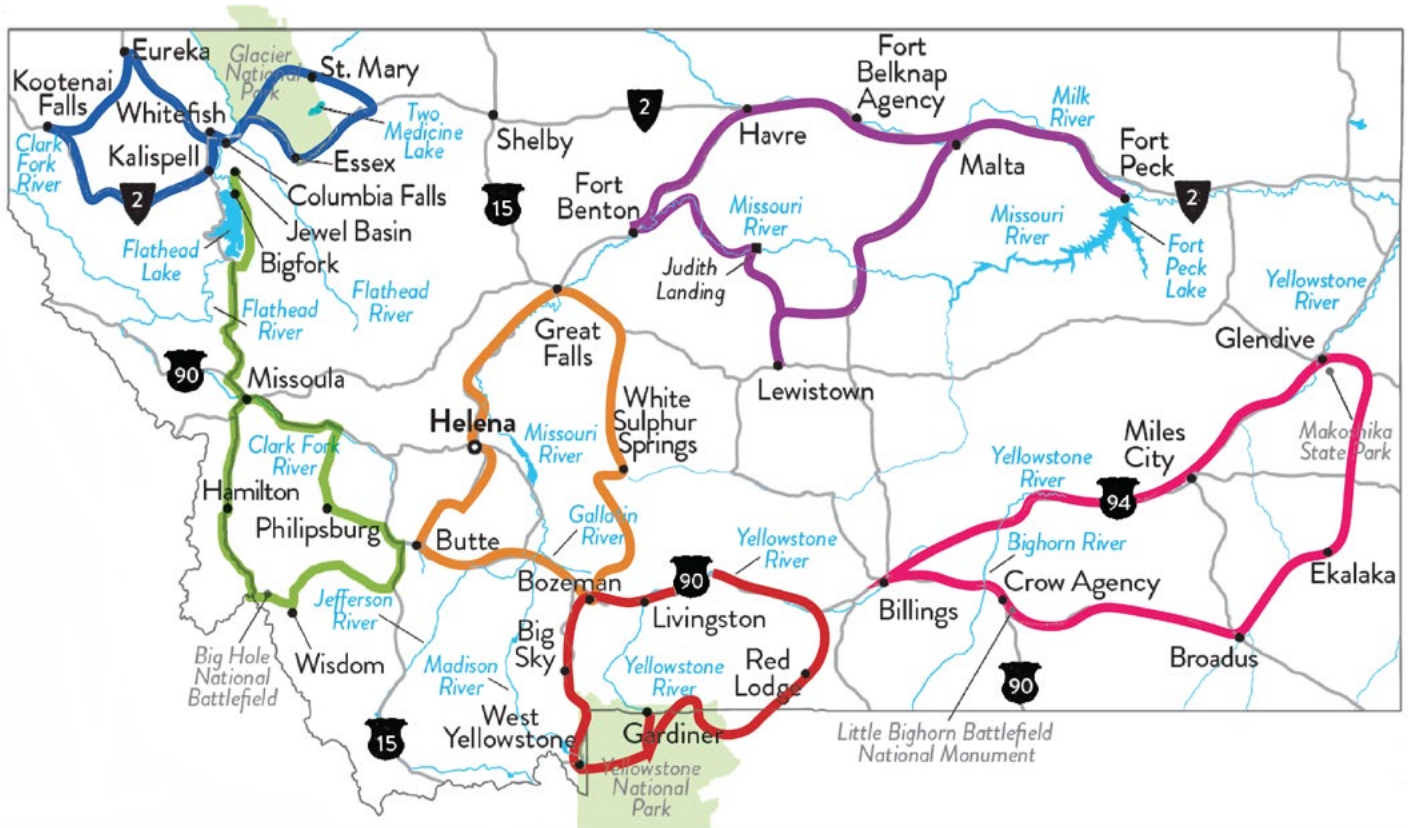 Eureka
Glacier
National
Park
St. Mary
Kootenai
Falls
Whitefish
Two
Medicine
Lake
Clark
Fork
River
Kalispell
Essex
2
Columbia Falls
Jewel Basin
Flathead
Lake
Bigfork
Flathead
River
Flathead
River
Shelby
15
2
Havre
Fort
Belknap
Agency
Milk
River
Malta
Fort
Peck
2
Fort
Benton
Missouri
River
Judith
Landing
Missouri
River
Fort
Peck
Lake
Yellowstone
River
Great
Falls
Lewistown
Glendive
90
Missoula
Helena
Missouri
River
White
Sulphur
Springs
Clark Fork
River
Hamilton
Philipsburg
Butte
Gallatin
River
Bozeman
Yellowstone
River
90
Livingston
Miles
City
Makoshika
State Park
Yellowstone
River
94
Bighorn River
Billings
Crow Agency
Ekalaka
Broadus
90
Little Bighorn Battlefield
National Monument
Jefferson
River
Big Hole
National
Battlefield
Wisdom
Madison
River
Big
Sky
Yellowstone
River
Red
Lodge
15
West
Yellowstone
Gardiner
Yellowstone
National
Park